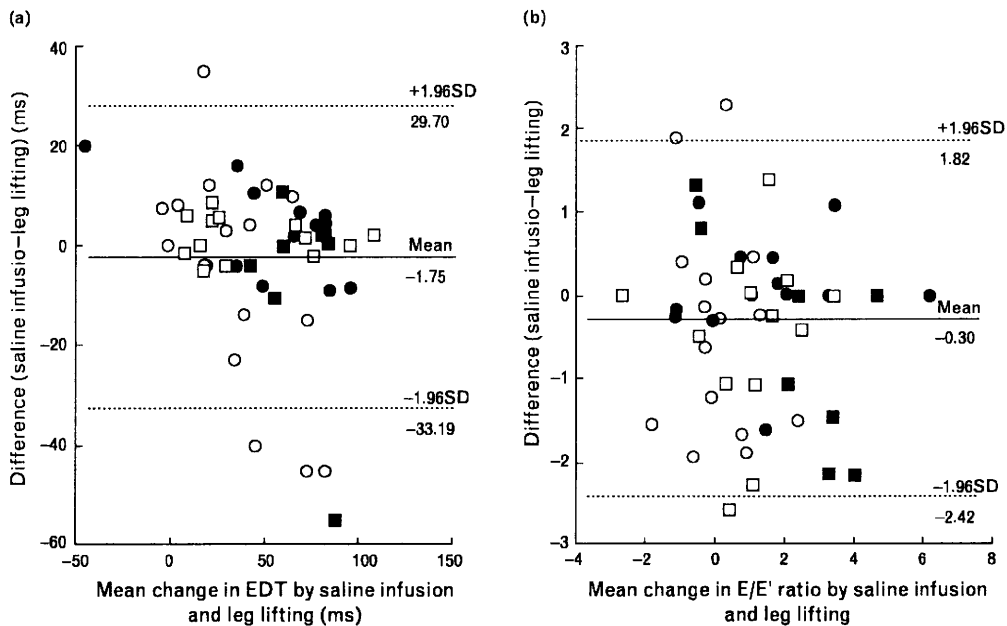 (a)
40
20
0
−20
−40
−60
Difference (saline infusio–leg lifting) (ms)
+1.96SD
29.70
Mean
−1.75
−1.96SD
−33.19
−50
0
50
100
150
Mean change in EDT by saline infusion
and leg lifting (ms)
(b)
3
2
1
0
−1
−2
−3
Difference (saline infusio–leg lifting)
+1.96SD
1.82
Mean
−0.30
−1.96SD
−2.42
−4
−2
0
2
4
6
8
Mean change in E/E' ratio by saline infusion
and leg lifting